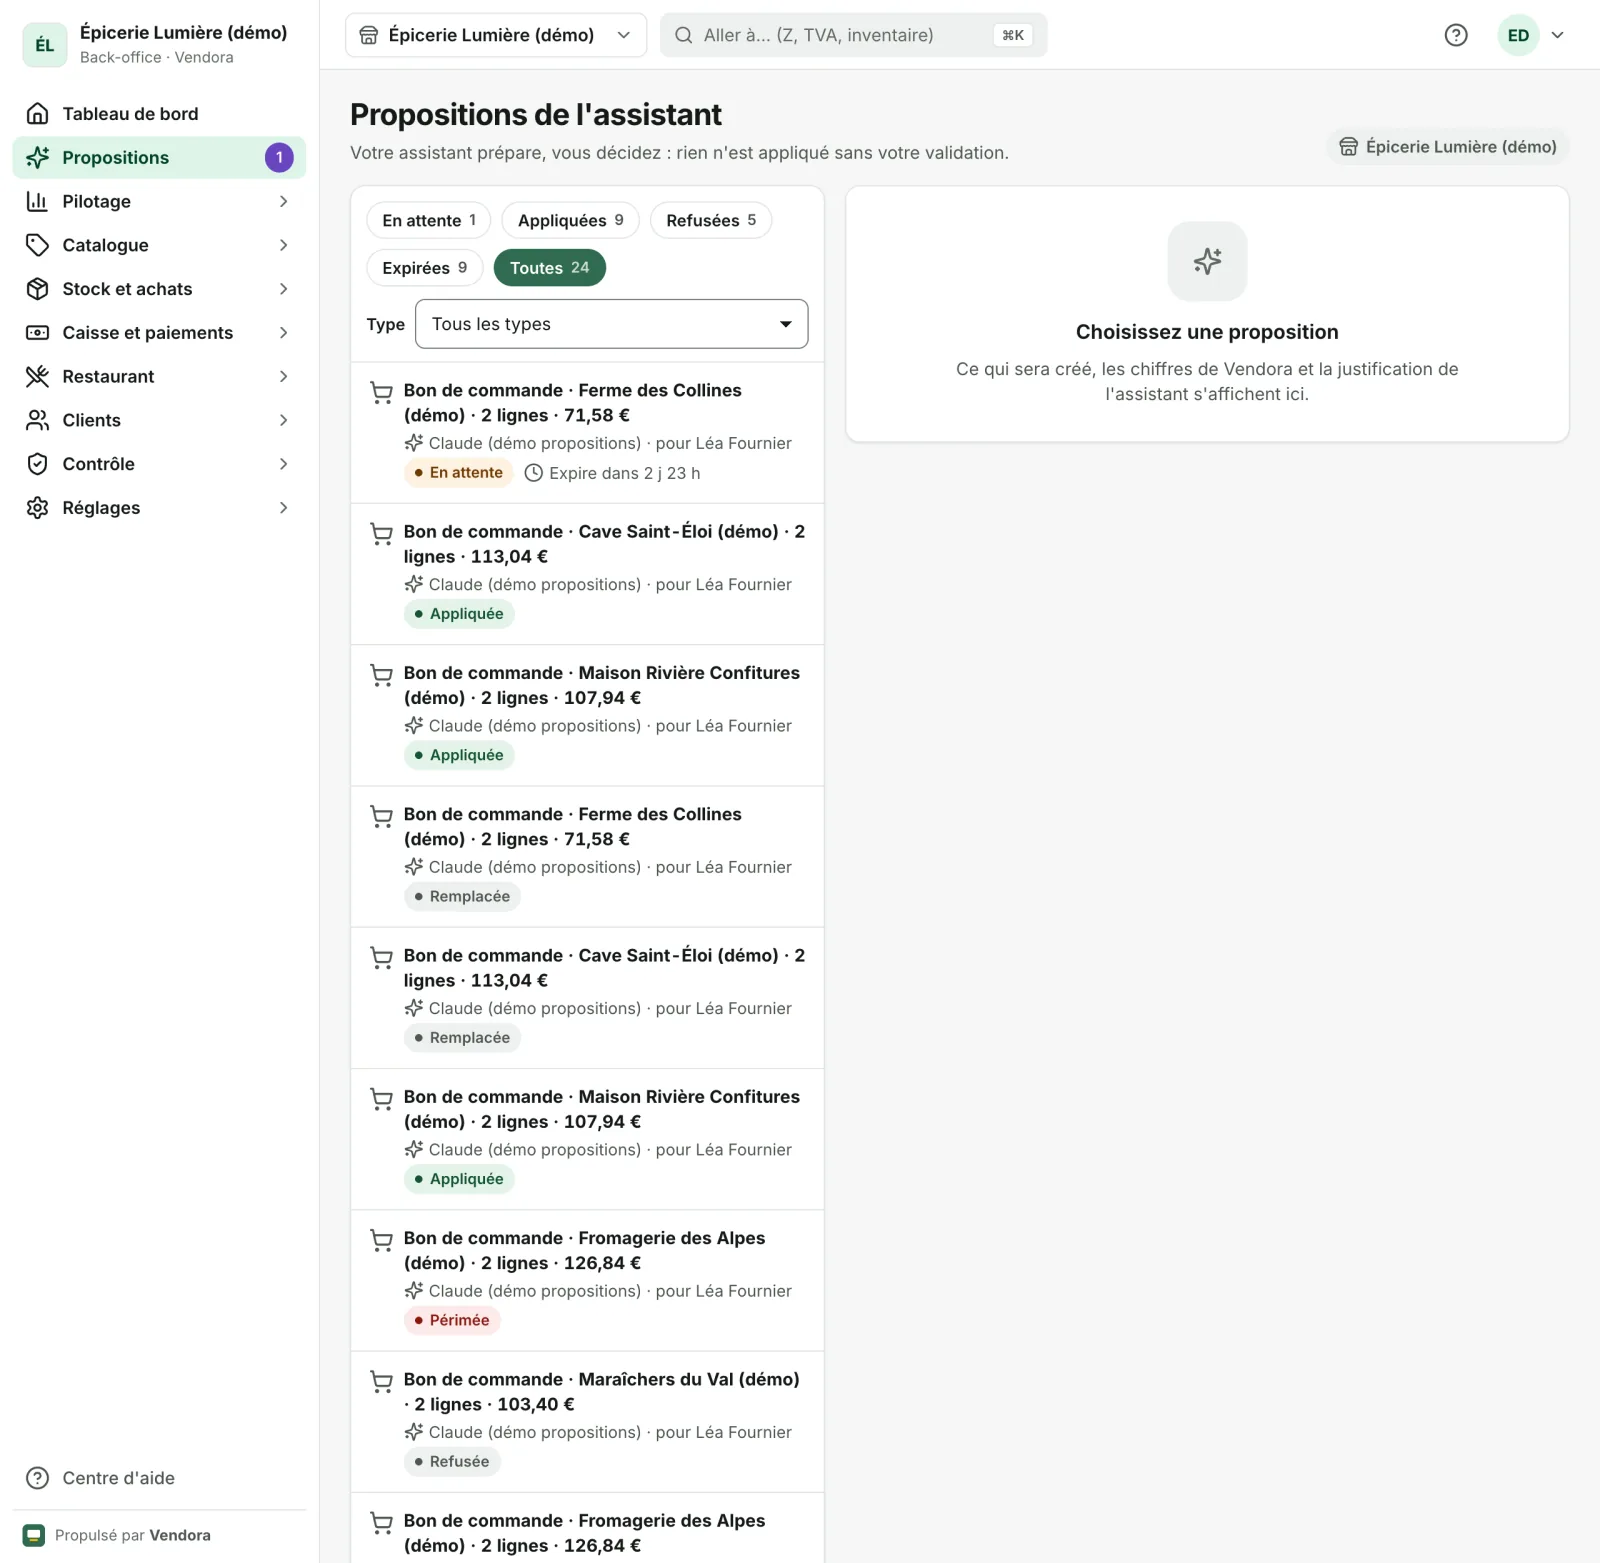 ÉL
Épicerie Lumière (démo)
Back-office · Vendora
Tableau de bord
Propositions
1
Pilotage
Catalogue
Stock et achats
Caisse et paiements
Restaurant
Clients
Contrôle
Réglages
Centre d'aide
Propulsé par Vendora
Épicerie Lumière (démo)
Aller à... (Z, TVA, inventaire)
⌘K
ED
Propositions de l'assistant
Votre assistant prépare, vous décidez : rien n'est appliqué sans votre validation.
Épicerie Lumière (démo)
En attente 1
Appliquées 9
Refusées 5
Expirées 9
Toutes 24
Type
Tous les types
Bon de commande · Ferme des Collines
(démo) · 2 lignes · 71,58 €
Claude (démo propositions) · pour Léa Fournier
En attente
Expire dans 2 j 23 h
Bon de commande · Cave Saint-Éloi (démo) · 2
lignes · 113,04 €
Claude (démo propositions) · pour Léa Fournier
Appliquée
Bon de commande · Maison Rivière Confitures
(démo) · 2 lignes · 107,94 €
Claude (démo propositions) · pour Léa Fournier
Appliquée
Bon de commande · Ferme des Collines
(démo) · 2 lignes · 71,58 €
Claude (démo propositions) · pour Léa Fournier
Remplacée
Bon de commande · Cave Saint-Éloi (démo) · 2
lignes · 113,04 €
Claude (démo propositions) · pour Léa Fournier
Remplacée
Bon de commande · Maison Rivière Confitures
(démo) · 2 lignes · 107,94 €
Claude (démo propositions) · pour Léa Fournier
Appliquée
Bon de commande · Fromagerie des Alpes
(démo) · 2 lignes · 126,84 €
Claude (démo propositions) · pour Léa Fournier
Périmée
Bon de commande · Maraîchers du Val (démo)
· 2 lignes · 103,40 €
Claude (démo propositions) · pour Léa Fournier
Refusée
Bon de commande · Fromagerie des Alpes
(démo) · 2 lignes · 126,84 €
Choisissez une proposition
Ce qui sera créé, les chiffres de Vendora et la justification de
l'assistant s'affichent ici.